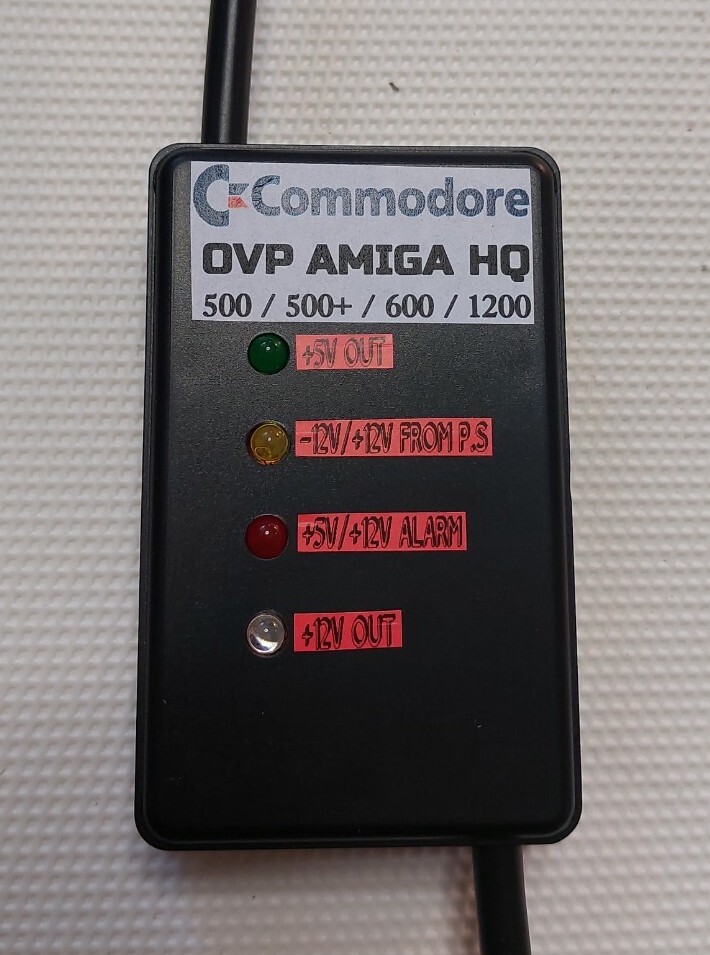 Commodore
OVP AMIGA HQ
500 / 500+ / 600 / 1200
+5V OUT
-12V/+12V FROM P.S
+5V/+12V ALARM
+12V OUT